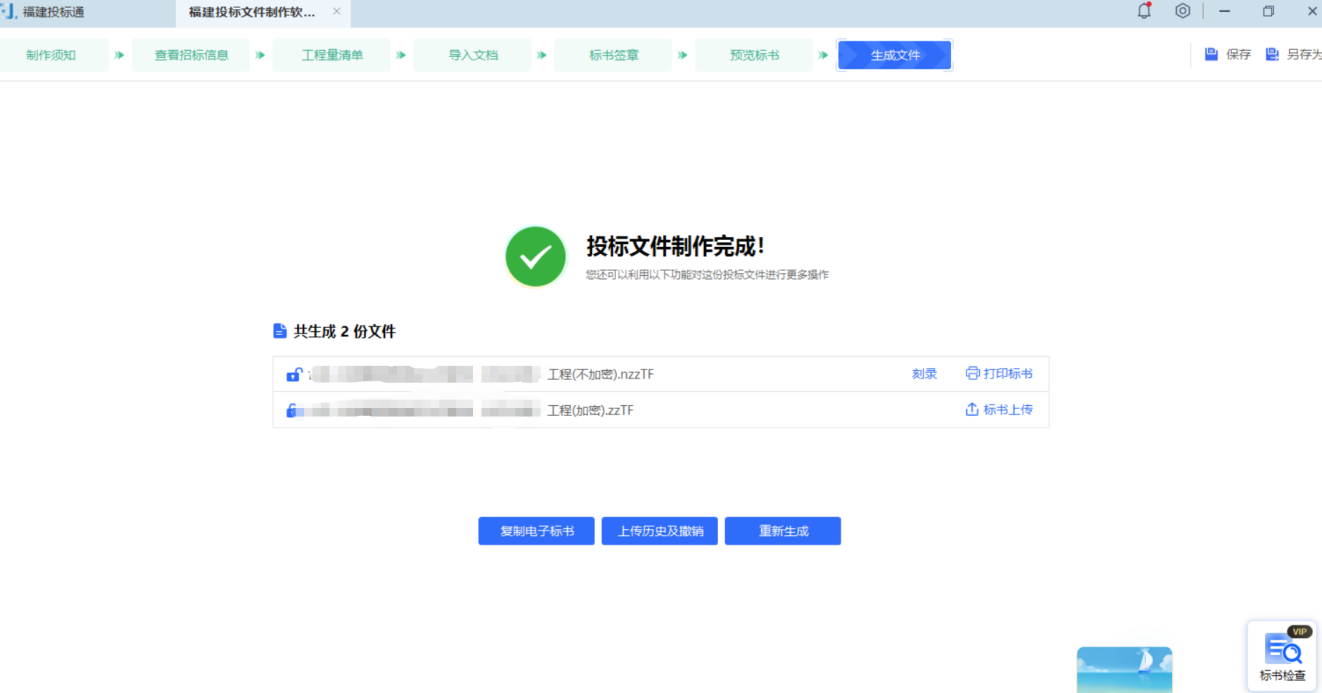 福建投标通
福建投标文件制作软...
制作须知 查看招标信息 工程量清单 导入文档 标书签章 预览标书 生成文件 保存 另存为
投标文件制作完成！
您还可以利用以下功能对这份投标文件进行更多操作
共生成 2 份文件
工程(不加密).nzzTF 刻录 打印标书
工程(加密).zzTF 标书上传
复制电子标书 上传历史及撤销 重新生成
VIP
标书检查